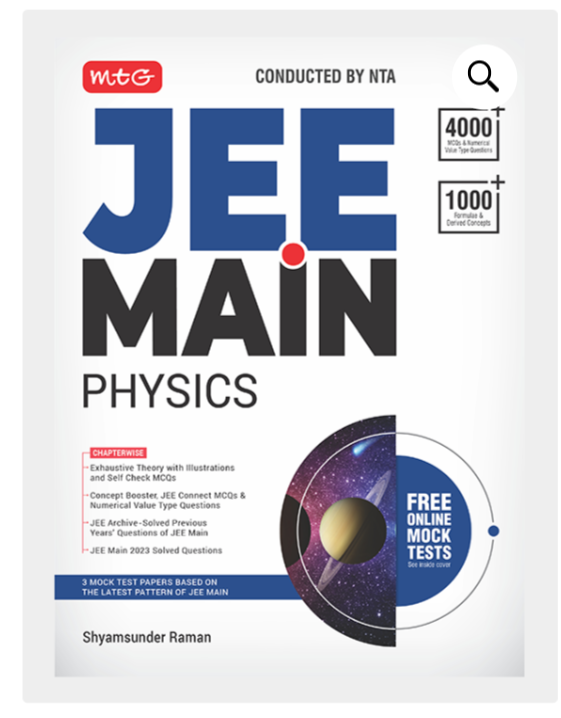 mtG
CONDUCTED BY NTA
4000+
MCQs & Numerical
Value Type Questions
1000+
Formulae &
Derived Concepts
JEE
MAiN
PHYSICS
CHAPTERWISE
Exhaustive Theory with Illustrations
and Self Check MCQs
Concept Booster, JEE Connect MCQs &
Numerical Value Type Questions
JEE Archive-Solved Previous
Years' Questions of JEE Main
JEE Main 2023 Solved Questions
FREE
ONLINE
MOCK
TESTS
See inside cover
3 MOCK TEST PAPERS BASED ON
THE LATEST PATTERN OF JEE MAIN
Shyamsunder Raman